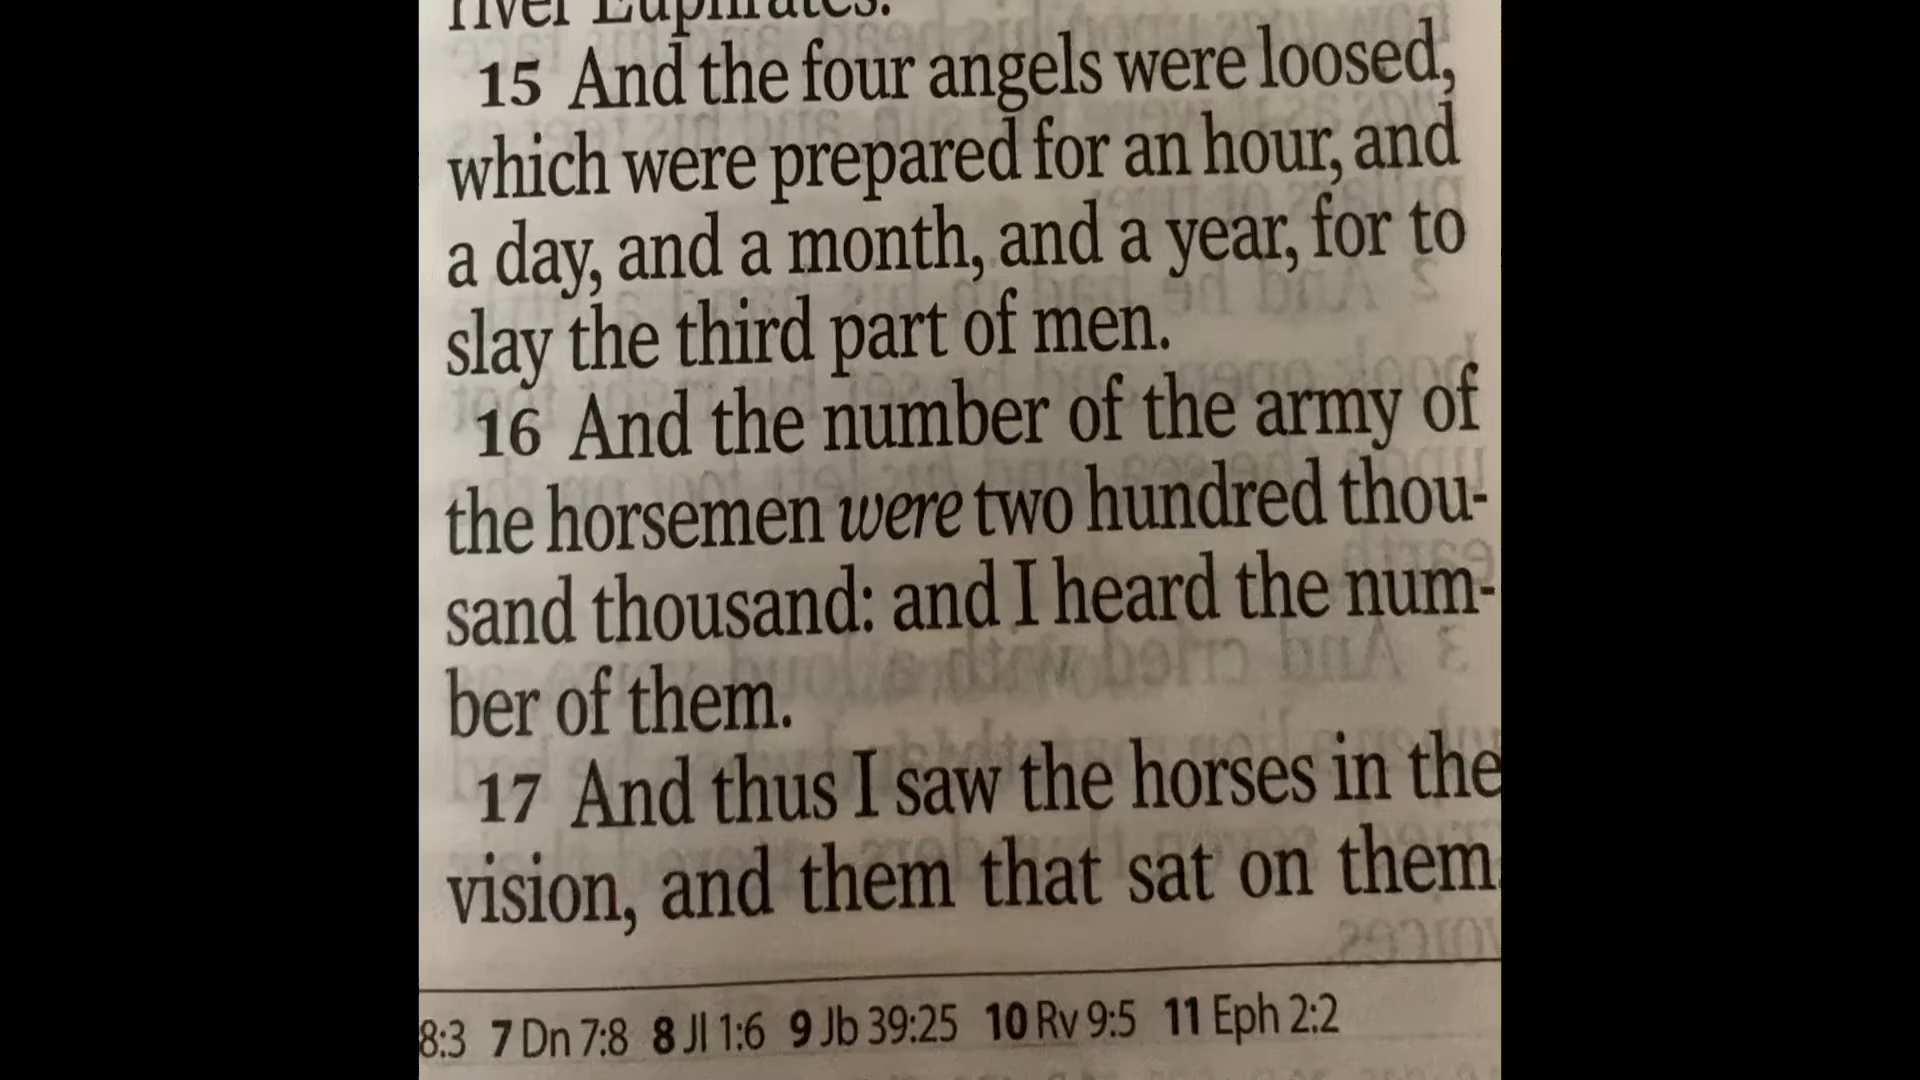 river Euphrates.
15 And the four angels were loosed,
which were prepared for an hour, and
a day, and a month, and a year, for to
slay the third part of men.
16 And the number of the army of
the horsemen were two hundred thou-
sand thousand: and I heard the num-
ber of them.
17 And thus I saw the horses in the
vision, and them that sat on them
8:3 7 Dn 7:8 8 Jl 1:6 9 Jb 39:25 10 Rv 9:5 11 Eph 2:2